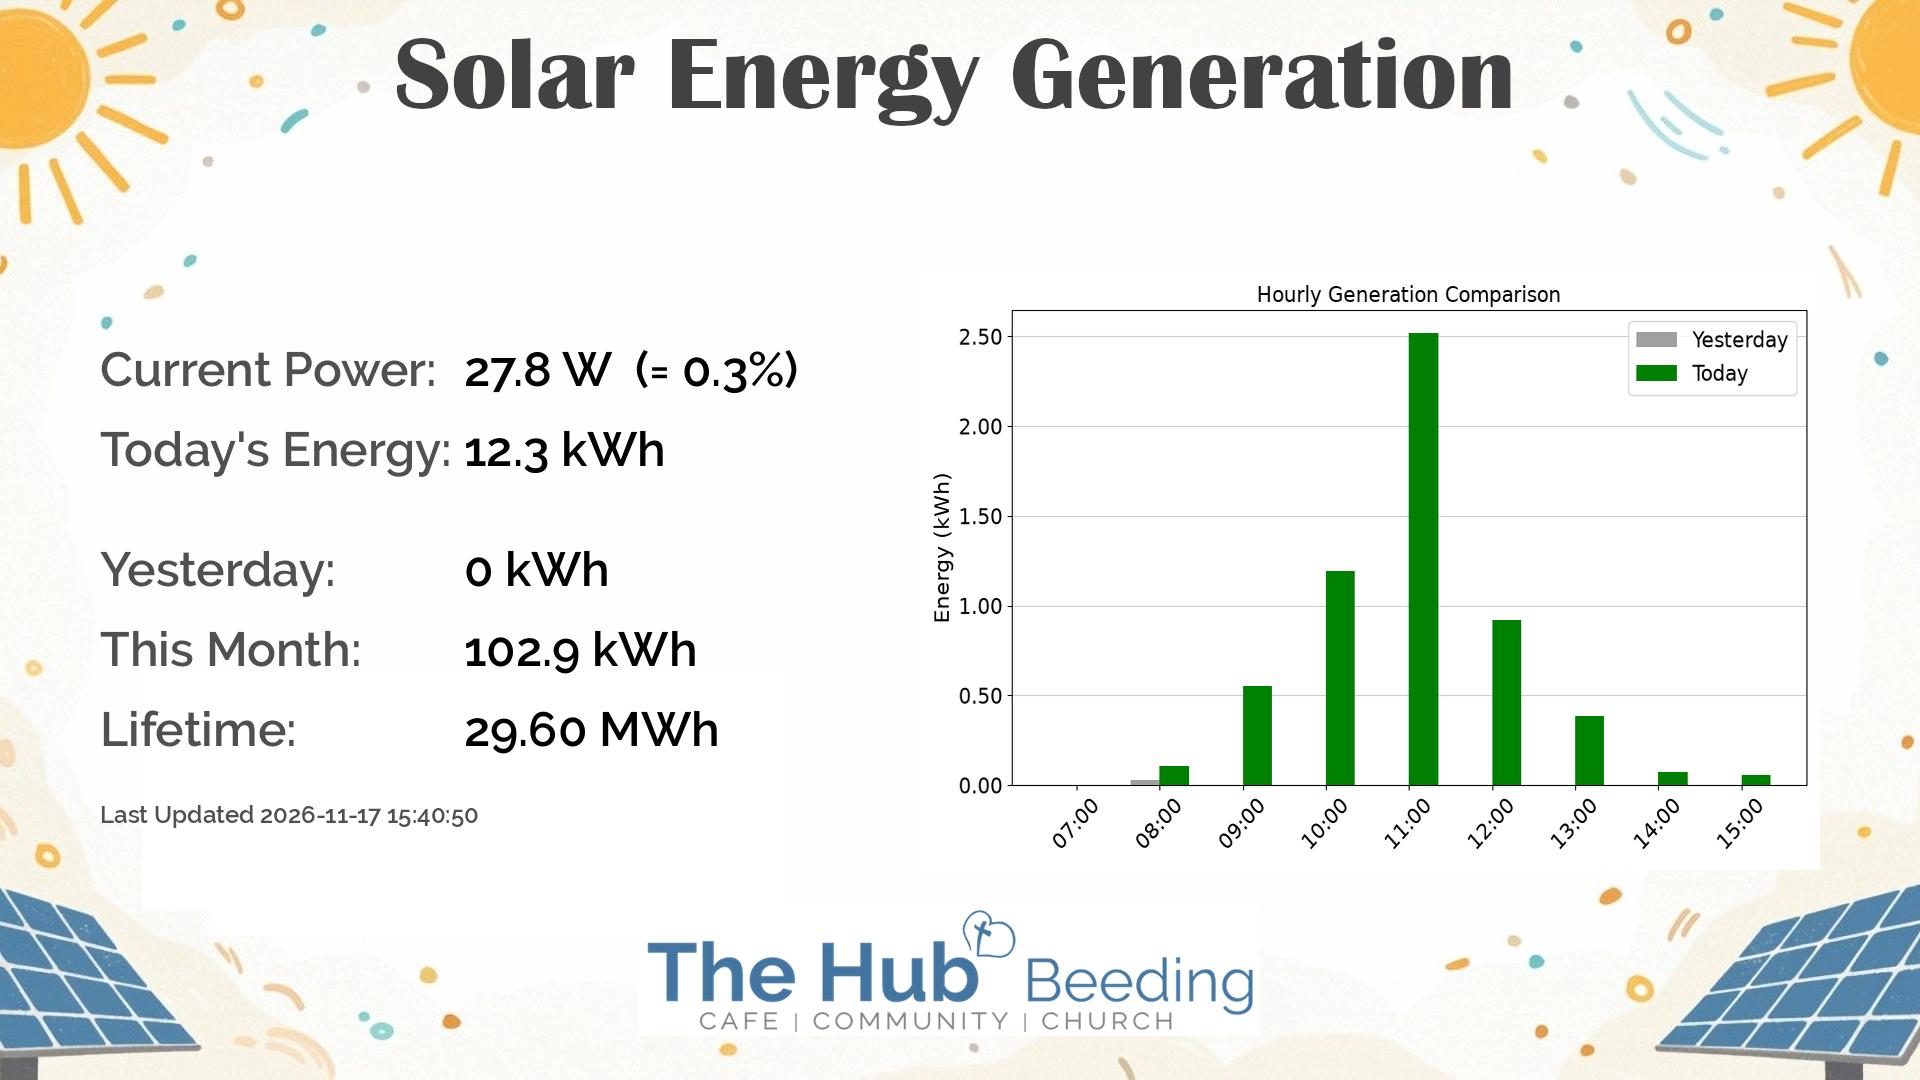 Solar Energy Generation
Current Power: 27.8 W (= 0.3%)
Today's Energy: 12.3 kWh
Yesterday: 0 kWh
This Month: 102.9 kWh
Lifetime: 29.60 MWh
Last Updated 2026-11-17 15:40:50
Hourly Generation Comparison
Yesterday
Today
Energy (kWh)
2.50
2.00
1.50
1.00
0.50
0.00
07:00 08:00 09:00 10:00 11:00 12:00 13:00 14:00 15:00
The Hub Beeding
CAFE | COMMUNITY | CHURCH